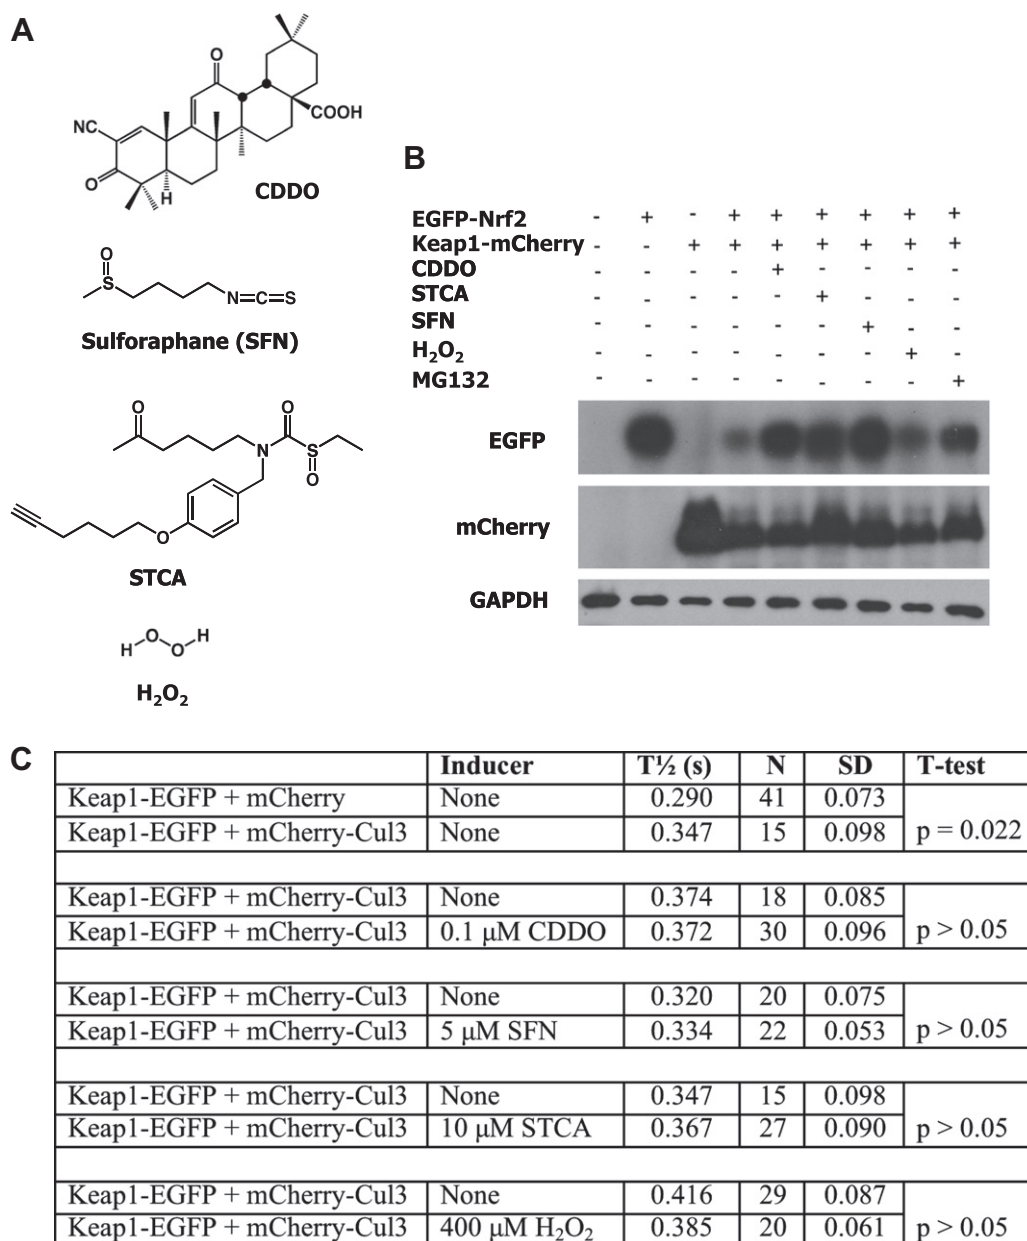 A
O
O
NC
COOH
O
H
CDDO
O
S
N=C=S
Sulforaphane (SFN)
O
O
N
S
O
O
STCA
H O O H
H2O2
B
EGFP-Nrf2 - + - + + + + + +
Keap1-mCherry - - + + + + + + +
CDDO - - - - + - - - -
STCA - - - - - + - - -
SFN - - - - - - + - -
H2O2 - - - - - - - + -
MG132 - - - - - - - - +
EGFP
mCherry
GAPDH
C
Inducer T½ (s) N SD T-test
Keap1-EGFP + mCherry None 0.290 41 0.073
Keap1-EGFP + mCherry-Cul3 None 0.347 15 0.098 p = 0.022
Keap1-EGFP + mCherry-Cul3 None 0.374 18 0.085
Keap1-EGFP + mCherry-Cul3 0.1 µM CDDO 0.372 30 0.096 p > 0.05
Keap1-EGFP + mCherry-Cul3 None 0.320 20 0.075
Keap1-EGFP + mCherry-Cul3 5 µM SFN 0.334 22 0.053 p > 0.05
Keap1-EGFP + mCherry-Cul3 None 0.347 15 0.098
Keap1-EGFP + mCherry-Cul3 10 µM STCA 0.367 27 0.090 p > 0.05
Keap1-EGFP + mCherry-Cul3 None 0.416 29 0.087
Keap1-EGFP + mCherry-Cul3 400 µM H2O2 0.385 20 0.061 p > 0.05